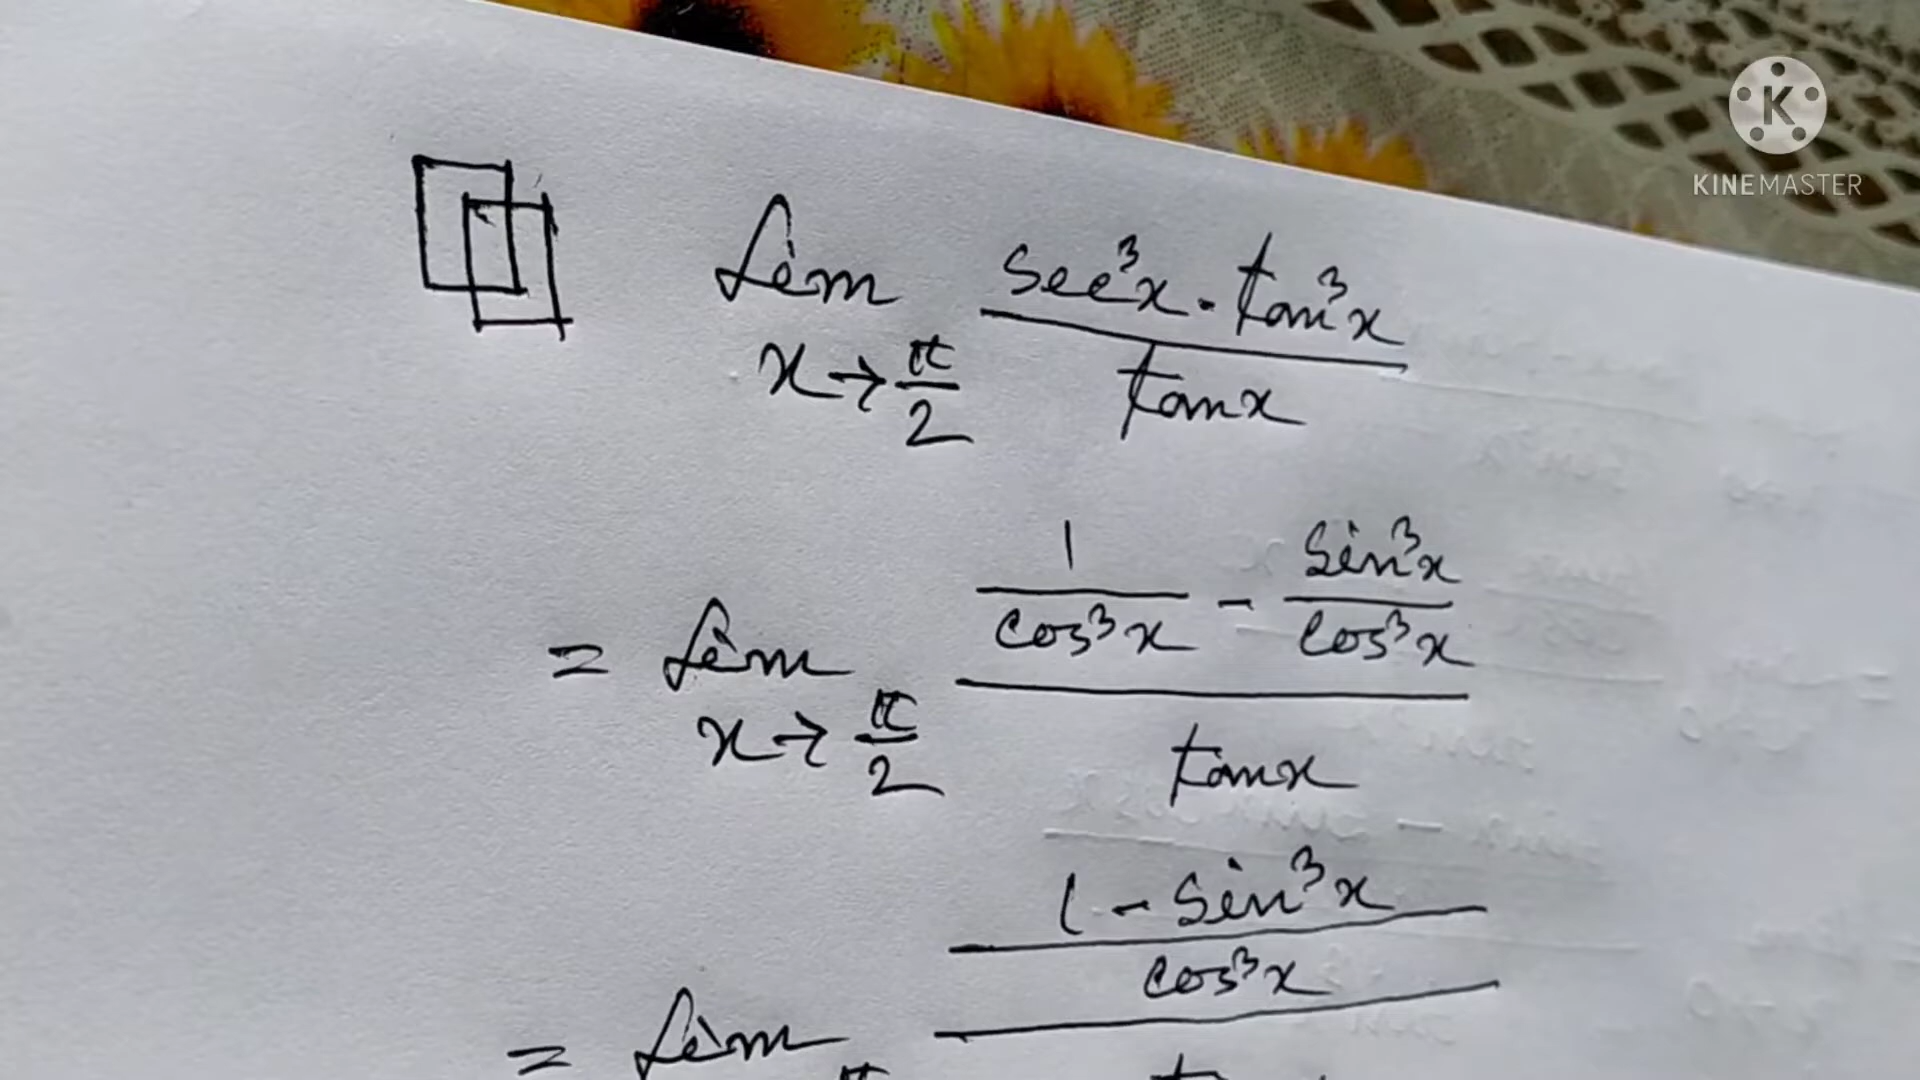 KINEMASTER
Lim x→π/2 (sec³x - tan³x)/tanx
= Lim x→π/2 (1/cos³x - sin³x/cos³x)/tanx
= Lim (1 - sin³x)/cos³x